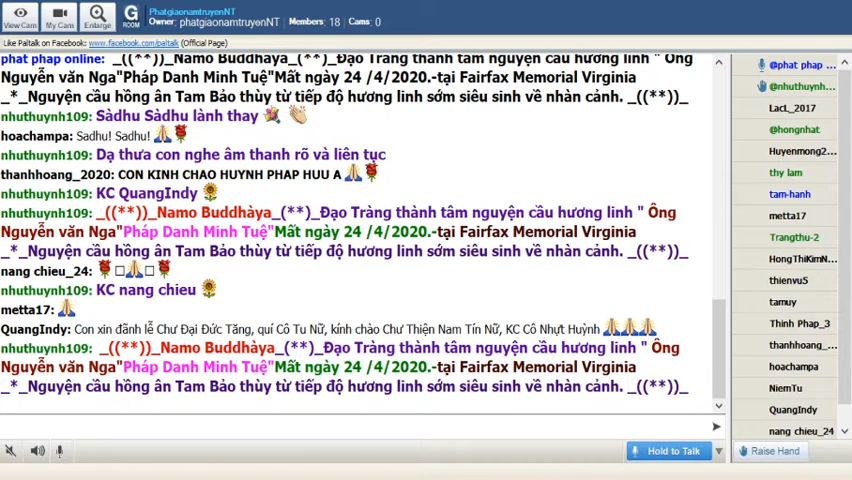 View Cam
My Cam
Enlarge
G
ROOM
PhatgiaonamtruyenNT
Owner: phatgiaonamtruyenNT Members: 18 Cams: 0
Like Paltalk on Facebook: www.facebook.com/paltalk (Official Page)
phat phap online: _((**))_Namo Buddhàya_(**)_Đạo Tràng thành tâm nguyện cầu hương linh " Ông
Nguyễn văn Nga"Pháp Danh Minh Tuệ"Mất ngày 24 /4/2020.-tại Fairfax Memorial Virginia
_*_Nguyện cầu hồng ân Tam Bảo thùy từ tiếp độ hương linh sớm siêu sinh về nhàn cảnh. _((**)_
nhuthuynh109: Sàdhu Sàdhu lành thay
hoachampa: Sadhu! Sadhu!
nhuthuynh109: Dạ thưa con nghe âm thanh rõ và liên tục
thanhhoang_2020: CON KINH CHAO HUYNH PHAP HUU A
nhuthuynh109: KC QuangIndy
nhuthuynh109: _((**))_Namo Buddhàya_(**)_Đạo Tràng thành tâm nguyện cầu hương linh " Ông
Nguyễn văn Nga"Pháp Danh Minh Tuệ"Mất ngày 24 /4/2020.-tại Fairfax Memorial Virginia
_*_Nguyện cầu hồng ân Tam Bảo thùy từ tiếp độ hương linh sớm siêu sinh về nhàn cảnh. _((**)_
nang chieu_24:
nhuthuynh109: KC nang chieu
metta17:
QuangIndy: Con xin đãnh lễ Chư Đại Đức Tăng, quí Cô Tu Nữ, kính chào Chư Thiện Nam Tín Nữ, KC Cô Nhựt Huỳnh
nhuthuynh109: _((**))_Namo Buddhàya_(**)_Đạo Tràng thành tâm nguyện cầu hương linh " Ông
Nguyễn văn Nga"Pháp Danh Minh Tuệ"Mất ngày 24 /4/2020.-tại Fairfax Memorial Virginia
_*_Nguyện cầu hồng ân Tam Bảo thùy từ tiếp độ hương linh sớm siêu sinh về nhàn cảnh. _((**)_
@phat phap ...
@nhuthuynh...
LacL_2017
@hongnhat
Huyenmong2...
thy lam
tam-hanh
metta17
Trangthu-2
HongThiKimN...
thienvu5
tamuy
Thinh Phap_3
thanhhoang_...
hoachampa
NiemTu
QuangIndy
nang chieu_24
Hold to Talk
Raise Hand